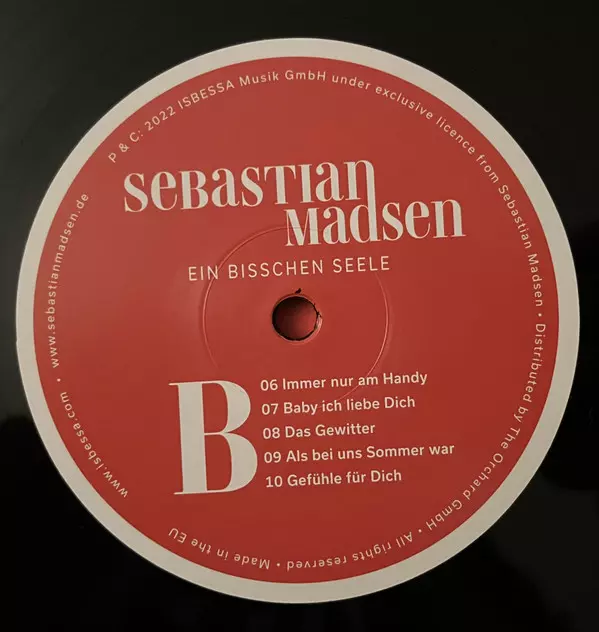 P & C: 2022 ISBESSA Musik GmbH under exclusive licence from Sebastian Madsen • Distributed by The Orchard GmbH • All rights reserved • Made in the EU
www.isbessa.com • www.sebastianmadsen.de
Sebastian
Madsen
EIN BISSCHEN SEELE
B
06 Immer nur am Handy
07 Baby ich liebe Dich
08 Das Gewitter
09 Als bei uns Sommer war
10 Gefühle für Dich